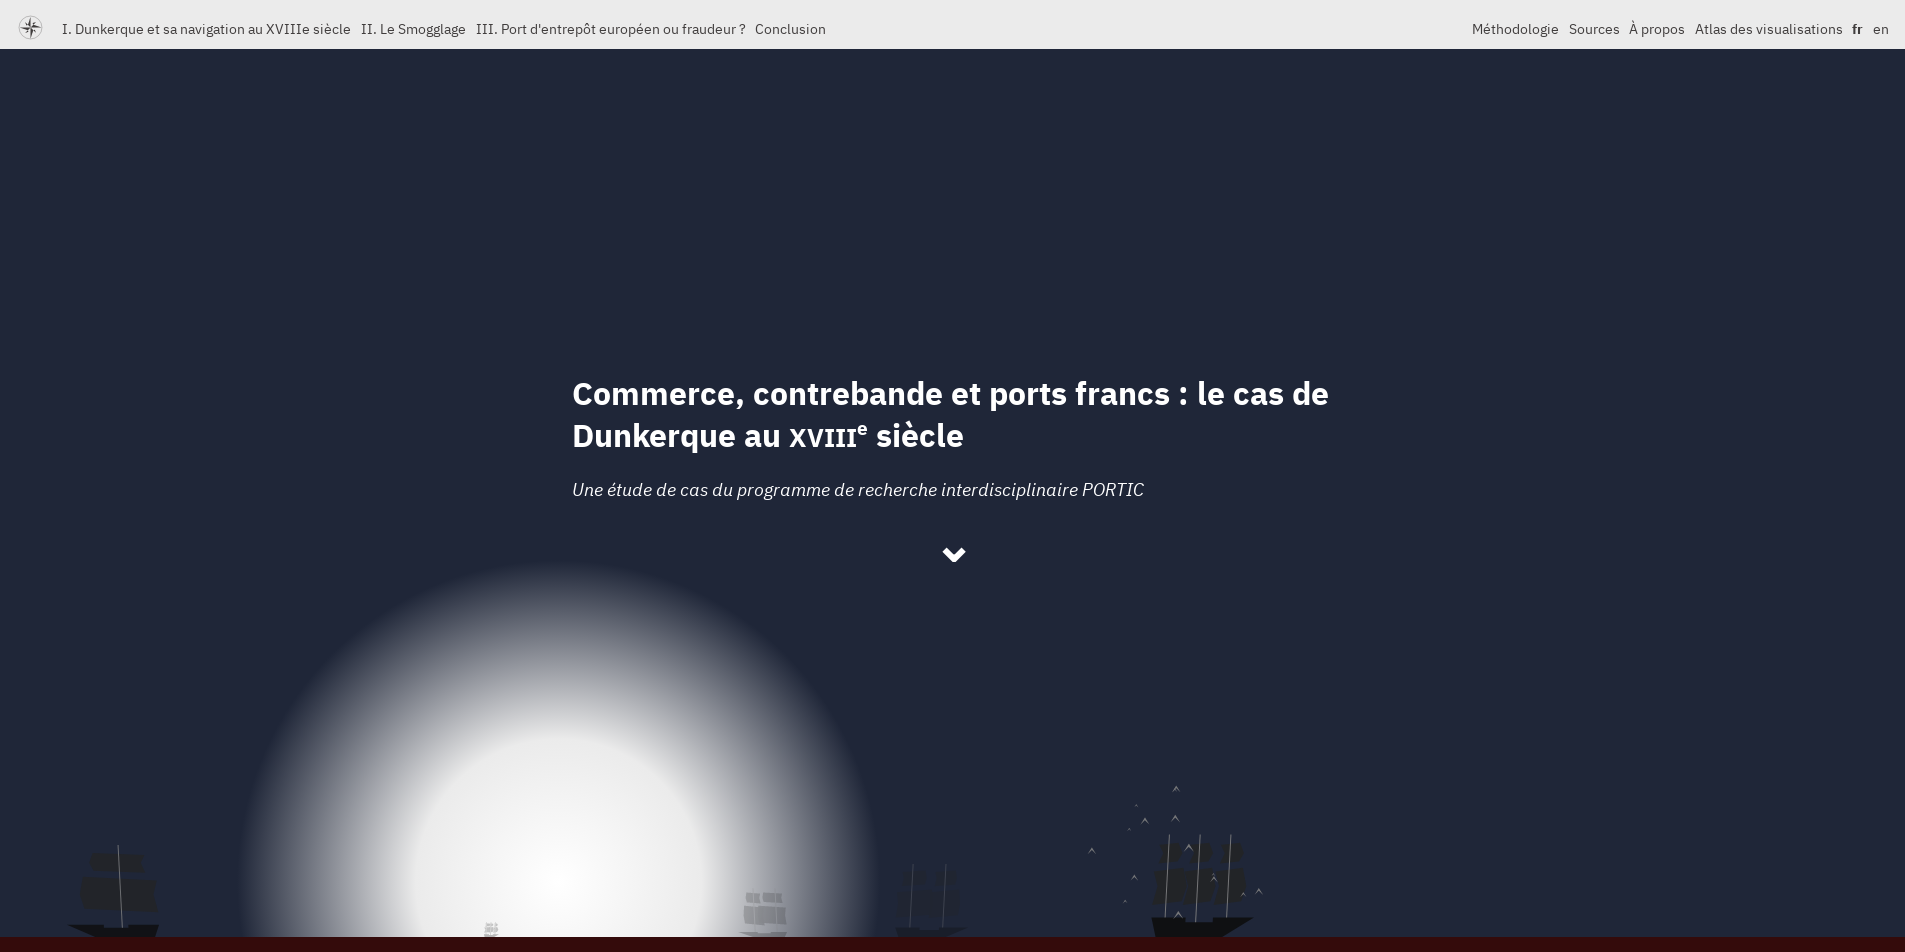 I. Dunkerque et sa navigation au XVIIIe siècle II. Le Smogglage III. Port d'entrepôt européen ou fraudeur ? Conclusion Méthodologie Sources À propos Atlas des visualisations fr en
Commerce, contrebande et ports francs : le cas de
Dunkerque au XVIIIe siècle
Une étude de cas du programme de recherche interdisciplinaire PORTIC